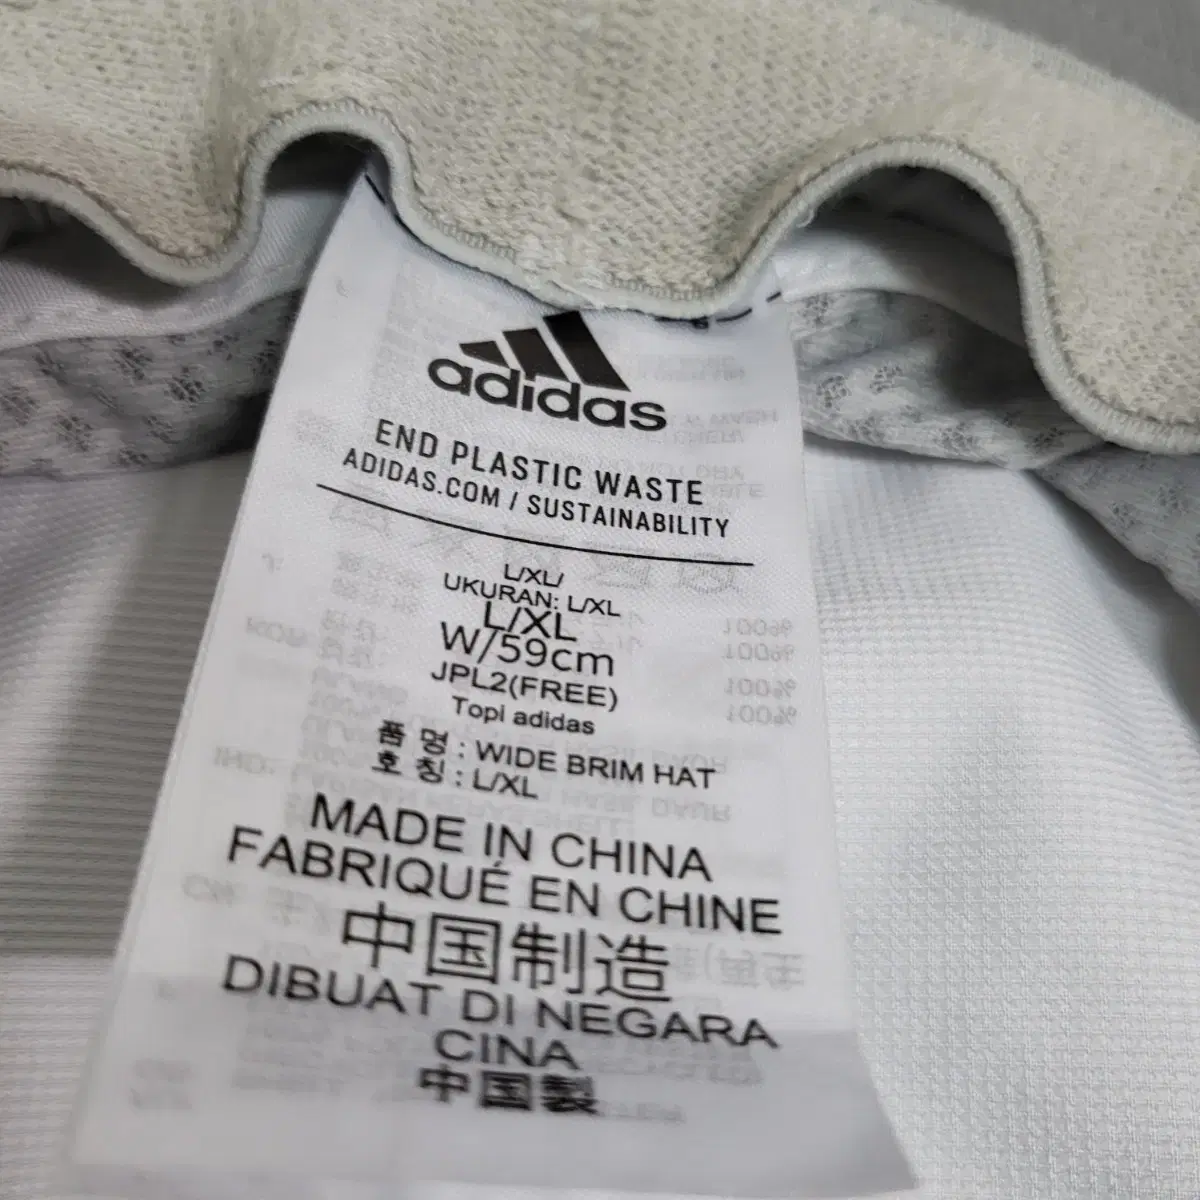 adidas
END PLASTIC WASTE
ADIDAS.COM / SUSTAINABILITY
L/XL/
UKURAN: L/XL
L/XL
W/59cm
JPL2(FREE)
Topi adidas
품 명 : WIDE BRIM HAT
호 칭 : L/XL
MADE IN CHINA
FABRIQUÉ EN CHINE
中国制造
DIBUAT DI NEGARA
CINA
中国製